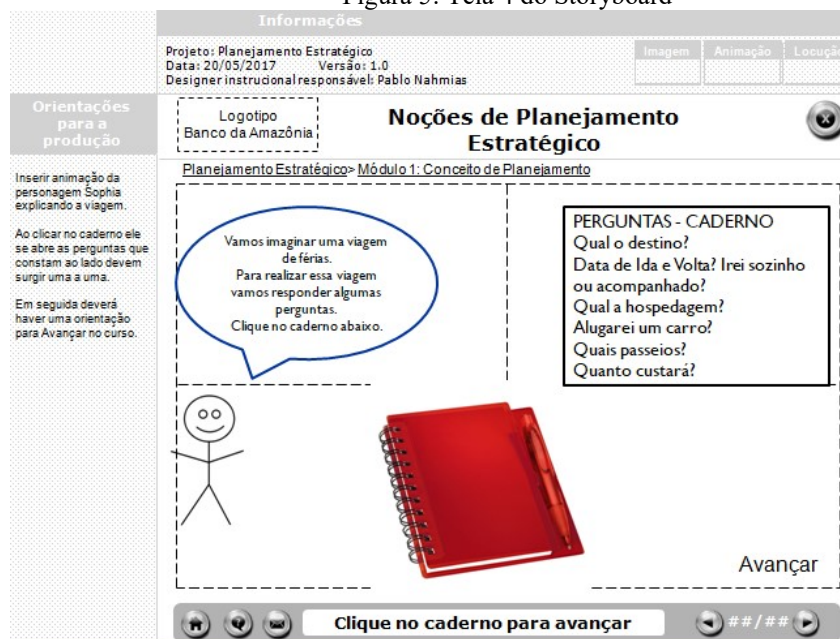 Figura 5: Tela 4 do Storyboard
Informações
Projeto: Planejamento Estratégico
Data: 20/05/2017 Versão: 1.0
Designer instrucional responsável: Pablo Nahmias
Imagem Animação Locução
Orientações
para a
produção
Inserir animação da
personagem Sophia
explicando a viagem.
Ao clicar no caderno ele
se abre as perguntas que
constam ao lado devem
surgir uma a uma.
Em seguida deverá
haver uma orientação
para Avançar no curso.
Logotipo
Banco da Amazônia
Noções de Planejamento
Estratégico
x
Planejamento Estratégico> Módulo 1: Conceito de Planejamento
Vamos imaginar uma viagem
de férias.
Para realizar essa viagem
vamos responder algumas
perguntas.
Clique no caderno abaixo.
PERGUNTAS - CADERNO
Qual o destino?
Data de Ida e Volta? Irei sozinho
ou acompanhado?
Qual a hospedagem?
Alugarei um carro?
Quais passeios?
Quanto custará?
Avançar
?
Clique no caderno para avançar
##/##